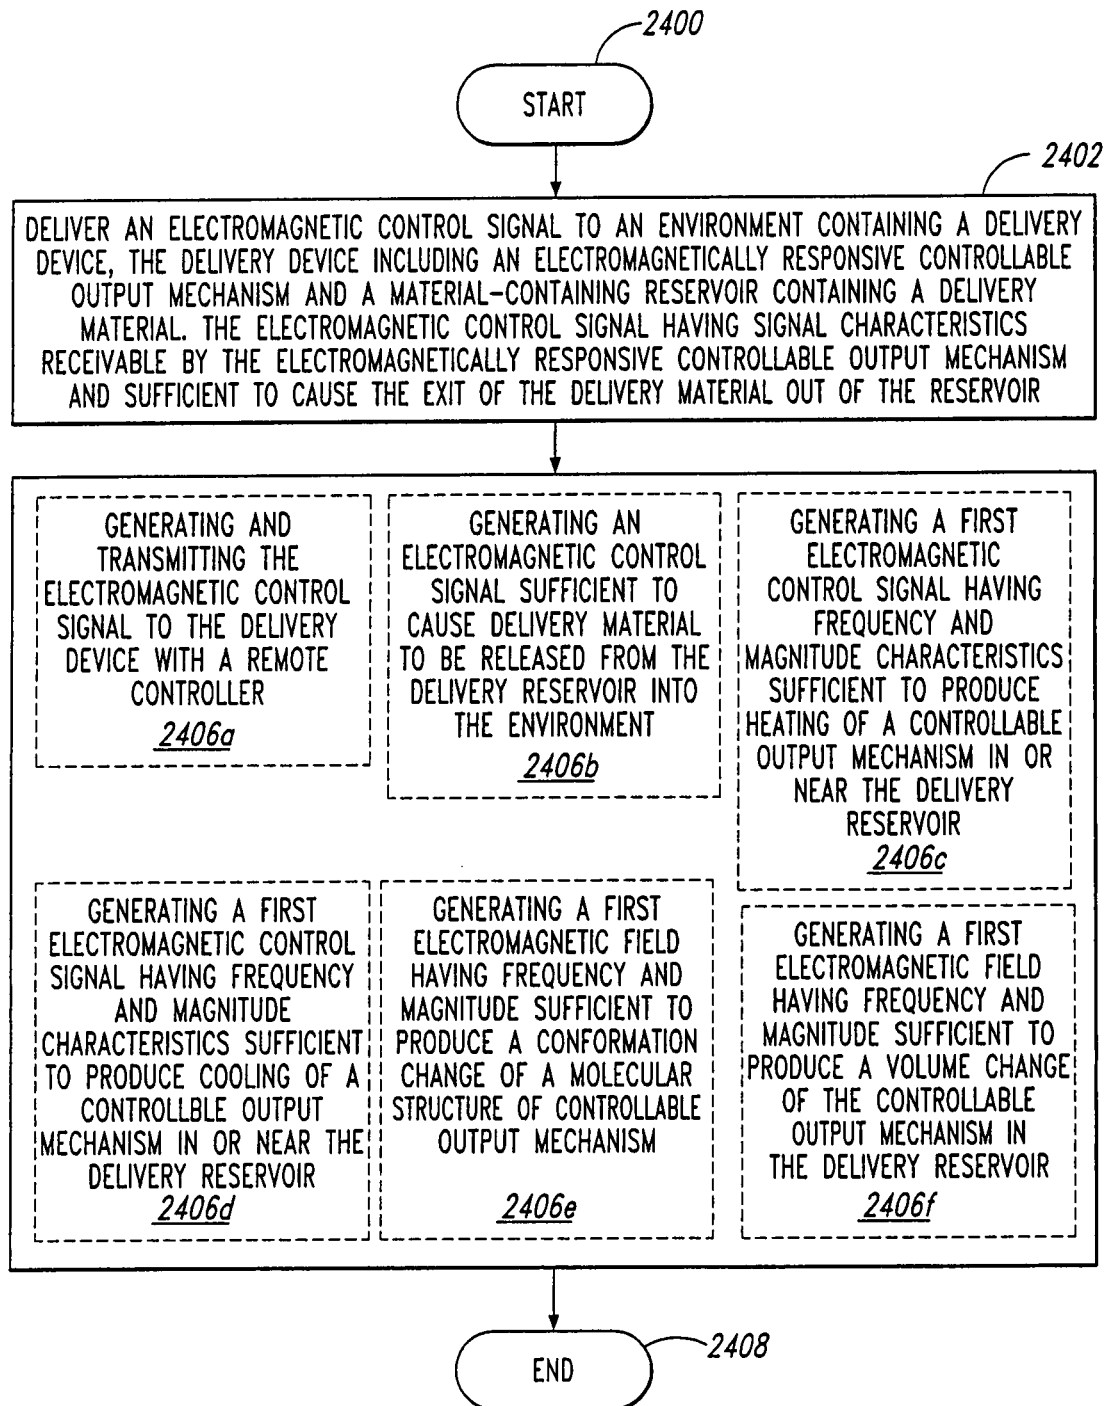 2400
START
2402
DELIVER AN ELECTROMAGNETIC CONTROL SIGNAL TO AN ENVIRONMENT CONTAINING A DELIVERY
DEVICE, THE DELIVERY DEVICE INCLUDING AN ELECTROMAGNETICALLY RESPONSIVE CONTROLLABLE
OUTPUT MECHANISM AND A MATERIAL-CONTAINING RESERVOIR CONTAINING A DELIVERY
MATERIAL. THE ELECTROMAGNETIC CONTROL SIGNAL HAVING SIGNAL CHARACTERISTICS
RECEIVABLE BY THE ELECTROMAGNETICALLY RESPONSIVE CONTROLLABLE OUTPUT MECHANISM
AND SUFFICIENT TO CAUSE THE EXIT OF THE DELIVERY MATERIAL OUT OF THE RESERVOIR
GENERATING AND
TRANSMITTING THE
ELECTROMAGNETIC CONTROL
SIGNAL TO THE DELIVERY
DEVICE WITH A REMOTE
CONTROLLER
2406a
GENERATING AN
ELECTROMAGNETIC CONTROL
SIGNAL SUFFICIENT TO
CAUSE DELIVERY MATERIAL
TO BE RELEASED FROM THE
DELIVERY RESERVOIR INTO
THE ENVIRONMENT
2406b
GENERATING A FIRST
ELECTROMAGNETIC
CONTROL SIGNAL HAVING
FREQUENCY AND
MAGNITUDE CHARACTERISTICS
SUFFICIENT TO PRODUCE
HEATING OF A CONTROLLABLE
OUTPUT MECHANISM IN OR
NEAR THE DELIVERY
RESERVOIR
2406c
GENERATING A FIRST
ELECTROMAGNETIC CONTROL
SIGNAL HAVING FREQUENCY
AND MAGNITUDE
CHARACTERISTICS SUFFICIENT
TO PRODUCE COOLING OF A
CONTROLLBLE OUTPUT
MECHANISM IN OR NEAR THE
DELIVERY RESERVOIR
2406d
GENERATING A FIRST
ELECTROMAGNETIC FIELD
HAVING FREQUENCY AND
MAGNITUDE SUFFICIENT TO
PRODUCE A CONFORMATION
CHANGE OF A MOLECULAR
STRUCTURE OF CONTROLLABLE
OUTPUT MECHANISM
2406e
GENERATING A FIRST
ELECTROMAGNETIC FIELD
HAVING FREQUENCY AND
MAGNITUDE SUFFICIENT TO
PRODUCE A VOLUME CHANGE
OF THE CONTROLLABLE
OUTPUT MECHANISM IN
THE DELIVERY RESERVOIR
2406f
END
2408